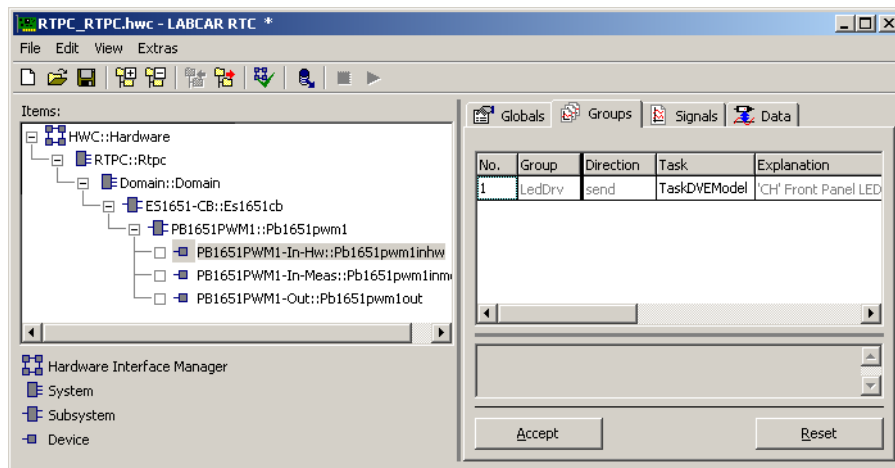 RTPC_RTPC.hwc - LABCAR RTC *
File Edit View Extras
Items:
HWC::Hardware
RTPC::Rtpc
Domain::Domain
ES1651-CB::Es1651cb
PB1651PWM1::Pb1651pwm1
PB1651PWM1-In-Hw::Pb1651pwm1inhw
PB1651PWM1-In-Meas::Pb1651pwm1inm
PB1651PWM1-Out::Pb1651pwm1out
Hardware Interface Manager
System
Subsystem
Device
Globals Groups Signals Data
No. Group Direction Task Explanation
1 LedDrv send TaskDVEModel 'CH' Front Panel LED
Accept Reset